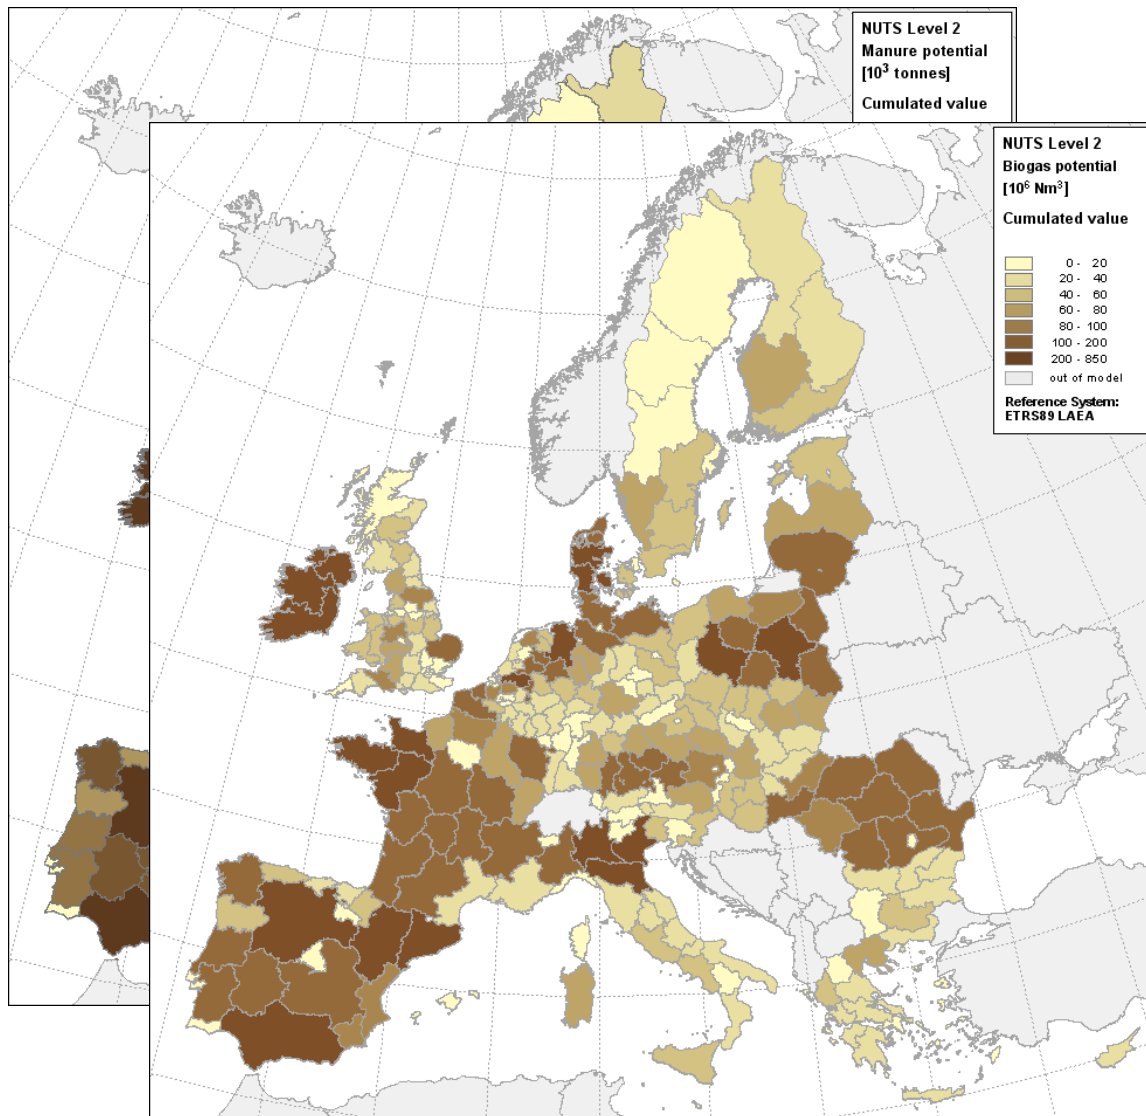 NUTS Level 2
Manure potential
[10³ tonnes]
Cumulated value
NUTS Level 2
Biogas potential
[10⁶ Nm³]
Cumulated value
0 - 20
20 - 40
40 - 60
60 - 80
80 - 100
100 - 200
200 - 850
out of model
Reference System:
ETRS89 LAEA